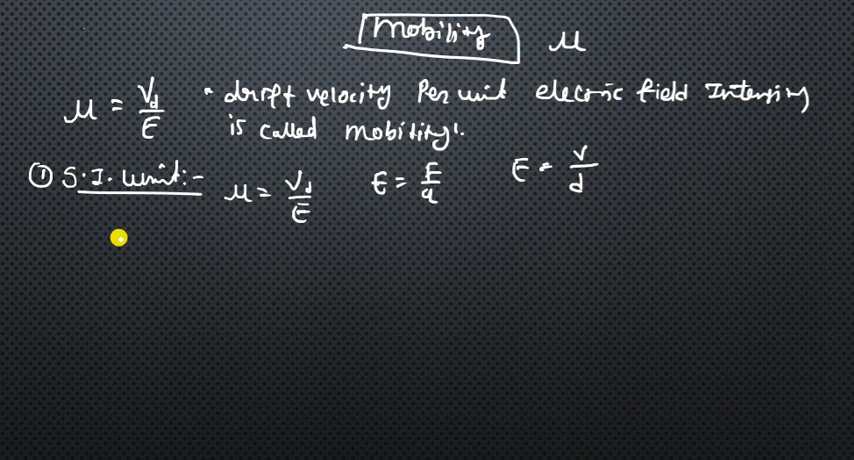 Mobility μ
μ = Vd/E "drift velocity Per unit electric field Intensity
is called mobility".
① S.I. Unit:- μ = Vd/E E = F/q E = V/d